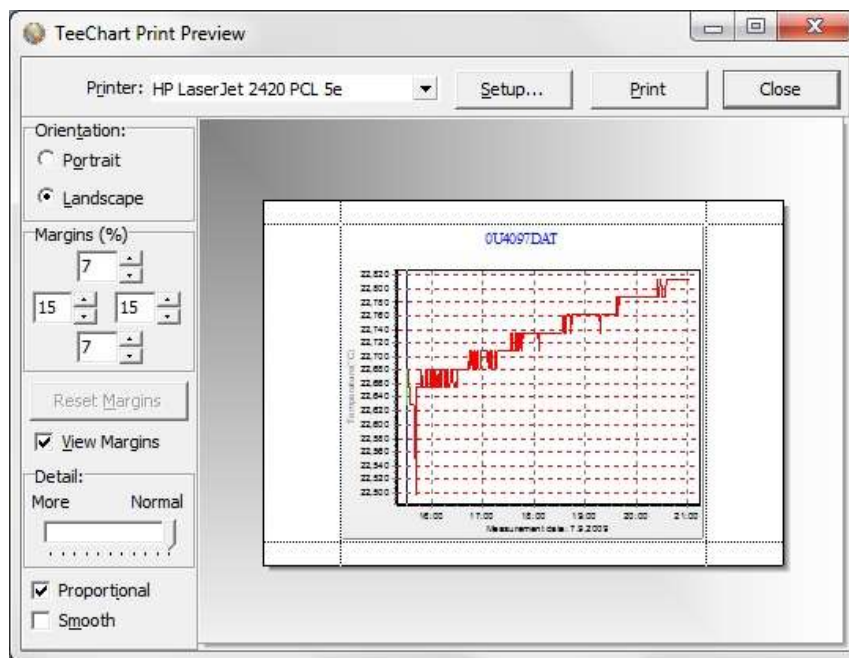 TeeChart Print Preview
Printer: HP LaserJet 2420 PCL 5e Setup... Print Close
Orientation:
Portrait
Landscape
Margins (%)
7
15 15
7
Reset Margins
View Margins
Detail:
More Normal
Proportional
Smooth
0U4097DAT
22,820
22,800
22,780
22,760
22,740
22,720
22,700
22,680
22,660
22,640
22,620
22,600
22,580
22,560
22,540
22,520
22,500
16:00 17:00 18:00 19:00 20:00 21:00
Measurement date: 7.9.2009